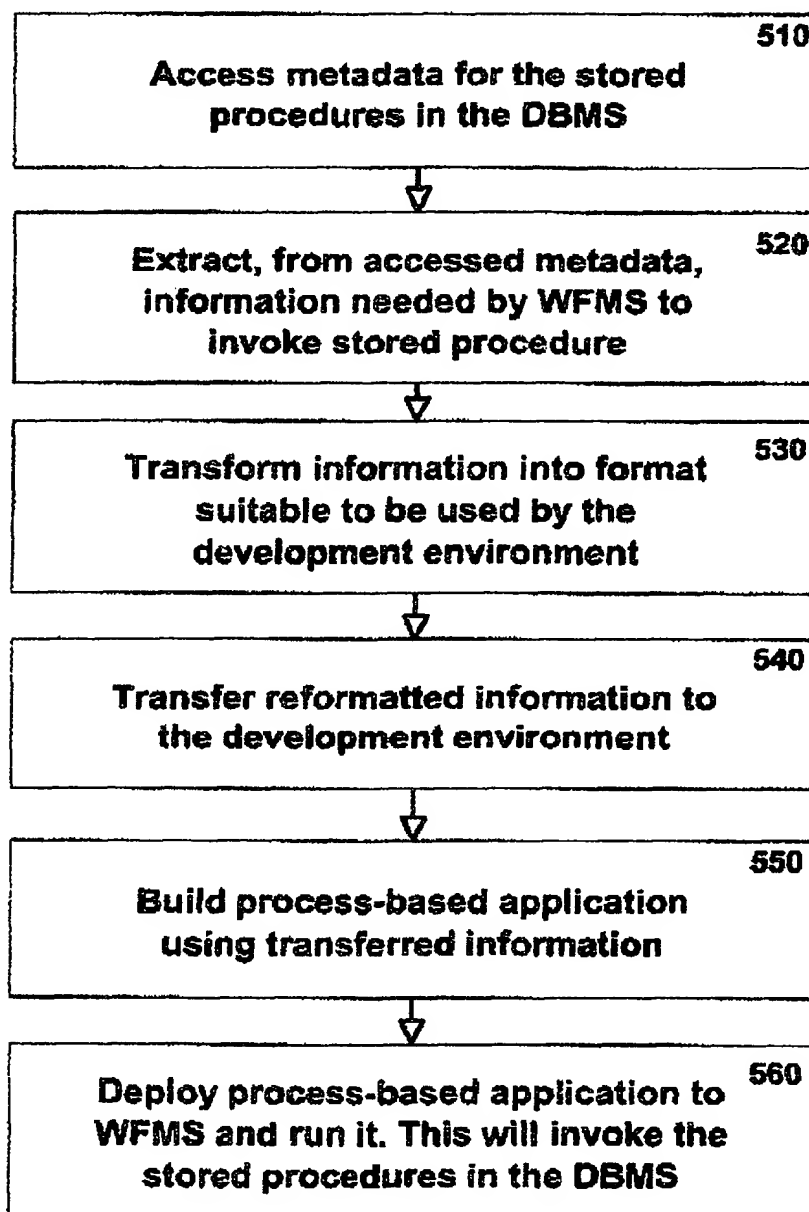 510
Access metadata for the stored
procedures in the DBMS
520
Extract, from accessed metadata,
information needed by WFMS to
invoke stored procedure
530
Transform information into format
suitable to be used by the
development environment
540
Transfer reformatted information to
the development environment
550
Build process-based application
using transferred information
560
Deploy process-based application to
WFMS and run it. This will invoke the
stored procedures in the DBMS